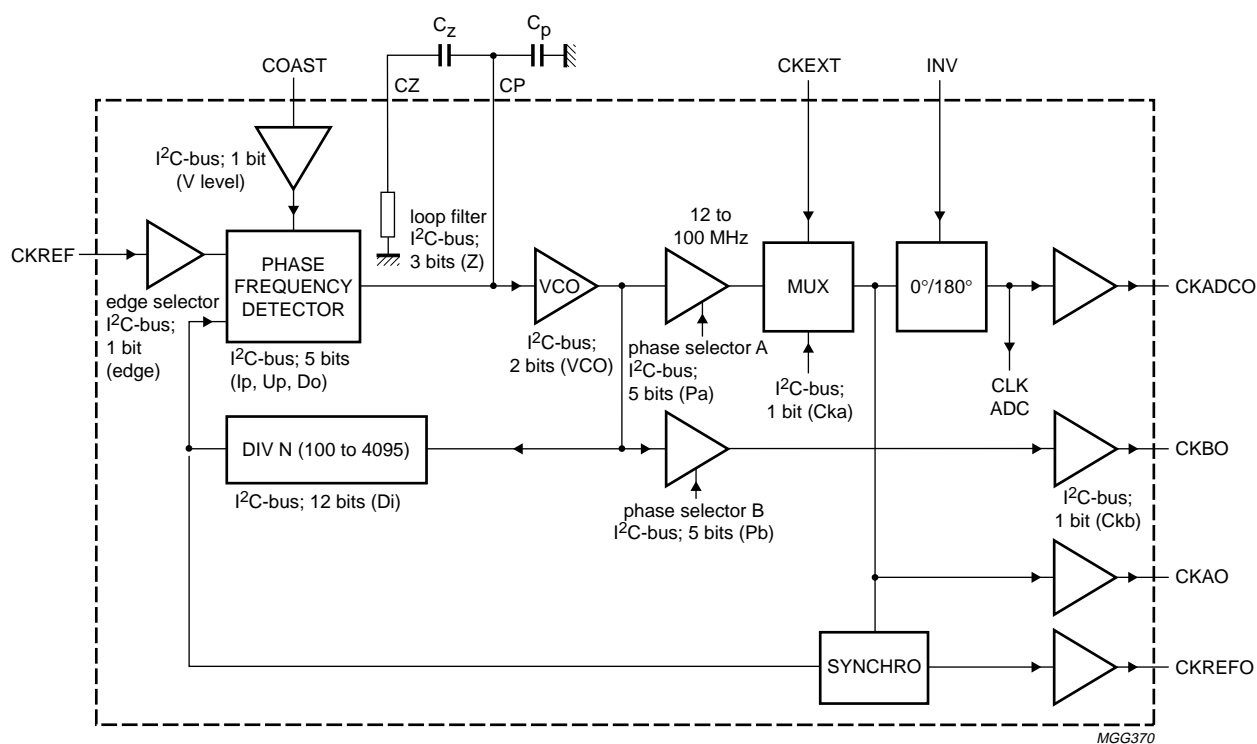 Cz
Cp
COAST
CZ
CP
CKEXT
INV
I2C-bus; 1 bit
(V level)
12 to
100 MHz
loop filter
I2C-bus;
3 bits (Z)
CKREF
edge selector
I2C-bus;
1 bit
(edge)
PHASE
FREQUENCY
DETECTOR
I2C-bus; 5 bits
(Ip, Up, Do)
VCO
I2C-bus;
2 bits (VCO)
phase selector A
I2C-bus;
5 bits (Pa)
MUX
I2C-bus;
1 bit (Cka)
0°/180°
CLK
ADC
CKADCO
DIV N (100 to 4095)
I2C-bus; 12 bits (Di)
phase selector B
I2C-bus; 5 bits (Pb)
CKBO
I2C-bus;
1 bit (Ckb)
CKAO
SYNCHRO
CKREFO
MGG370